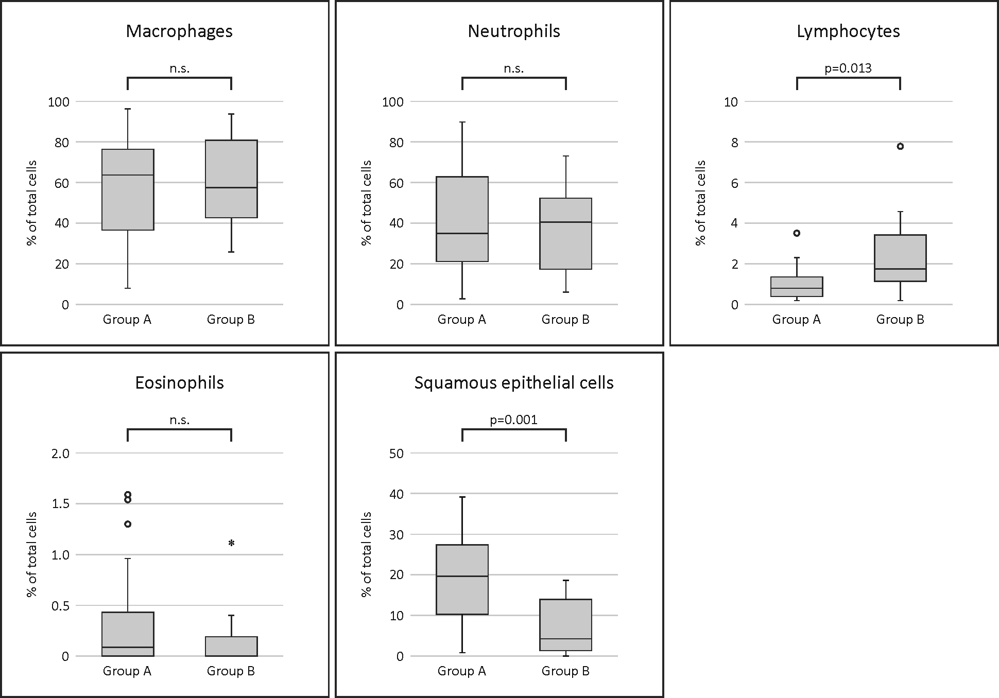 Macrophages
n.s.
100
80
60
40
20
0
% of total cells
Group A
Group B
Neutrophils
n.s.
100
80
60
40
20
0
% of total cells
Group A
Group B
Lymphocytes
p=0.013
10
8
6
4
2
0
% of total cells
Group A
Group B
Eosinophils
n.s.
2.0
1.5
1.0
0.5
0
% of total cells
*
Group A
Group B
Squamous epithelial cells
p=0.001
50
40
30
20
10
0
% of total cells
Group A
Group B